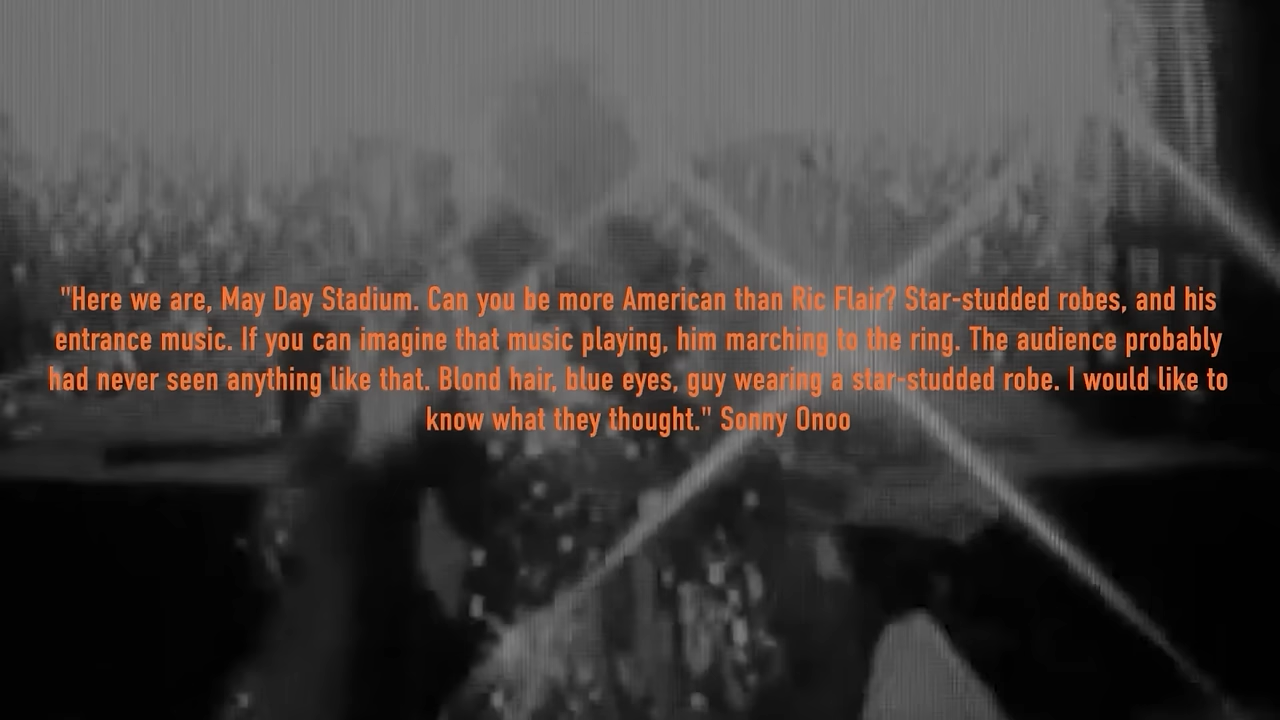 "Here we are, May Day Stadium. Can you be more American than Ric Flair? Star-studded robes, and his
entrance music. If you can imagine that music playing, him marching to the ring. The audience probably
had never seen anything like that. Blond hair, blue eyes, guy wearing a star-studded robe. I would like to
know what they thought." Sonny Onoo